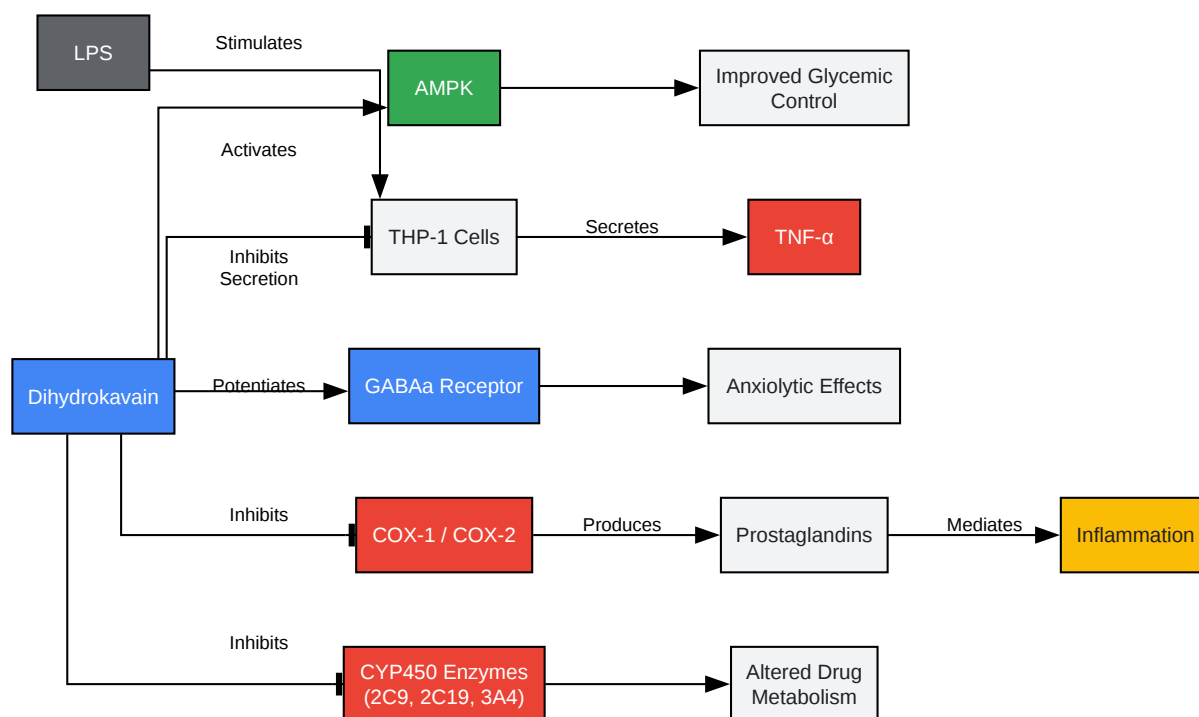 LPS
Stimulates
AMPK
Improved Glycemic
Control
Activates
THP-1 Cells
Secretes
TNF-α
Inhibits
Secretion
Dihydrokavain
Potentiates
GABAa Receptor
Anxiolytic Effects
Inhibits
COX-1 / COX-2
Produces
Prostaglandins
Mediates
Inflammation
Inhibits
CYP450 Enzymes
(2C9, 2C19, 3A4)
Altered Drug
Metabolism